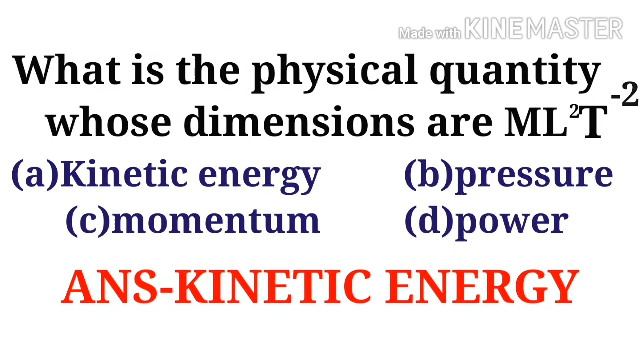 Made with KINEMASTER
What is the physical quantity
whose dimensions are ML²T⁻²
(a)Kinetic energy (b)pressure
(c)momentum (d)power
ANS-KINETIC ENERGY